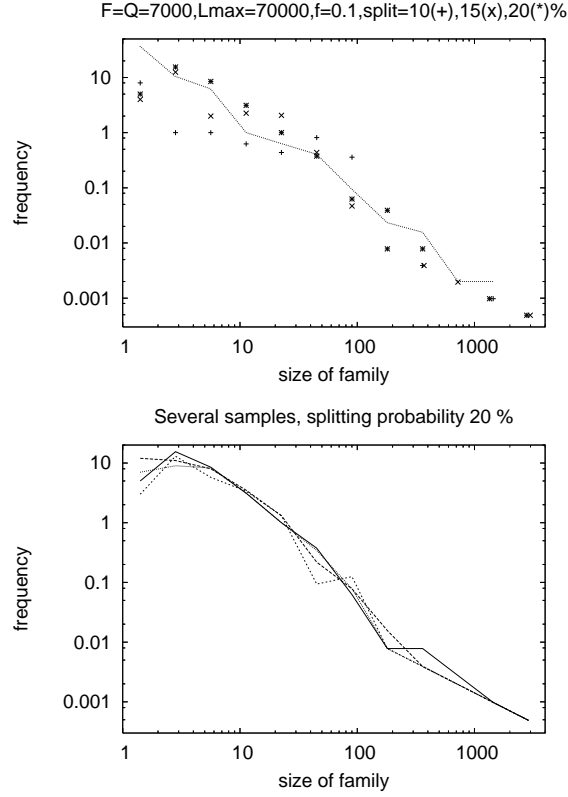 F=Q=7000,Lmax=70000,f=0.1,split=10(+),15(x),20(*)%
10
1
0.1
0.01
0.001
frequency
1 10 100 1000
size of family
Several samples, splitting probability 20 %
10
1
0.1
0.01
0.001
frequency
1 10 100 1000
size of family